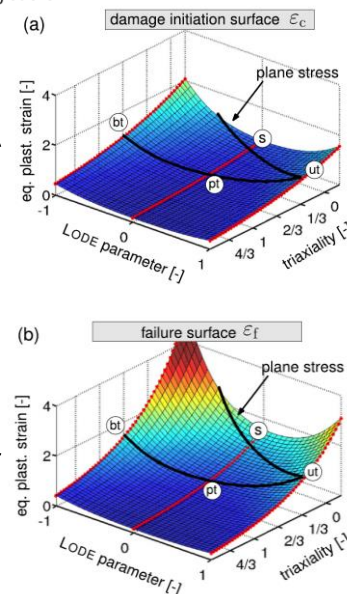 (a)
damage initiation surface εc
plane stress
eq. plast. strain [-]
4
2
0
bt
s
ut
pt
-1
0
1
LODE parameter [-]
4/3
1
2/3
1/3
0
triaxiality [-]
(b)
failure surface εf
plane stress
eq. plast. strain [-]
4
2
0
bt
s
ut
pt
-1
0
1
LODE parameter [-]
4/3
1
2/3
1/3
0
triaxiality [-]